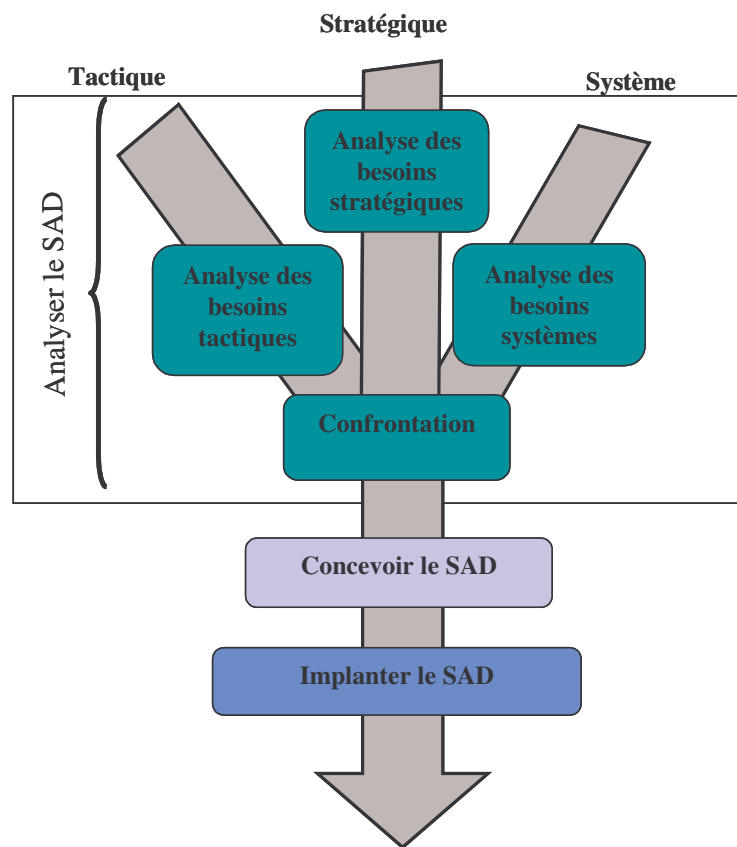 Stratégique
Tactique
Système
Analyser le SAD
Analyse des
besoins
stratégiques
Analyse des
besoins
tactiques
Analyse des
besoins
systèmes
Confrontation
Concevoir le SAD
Implanter le SAD